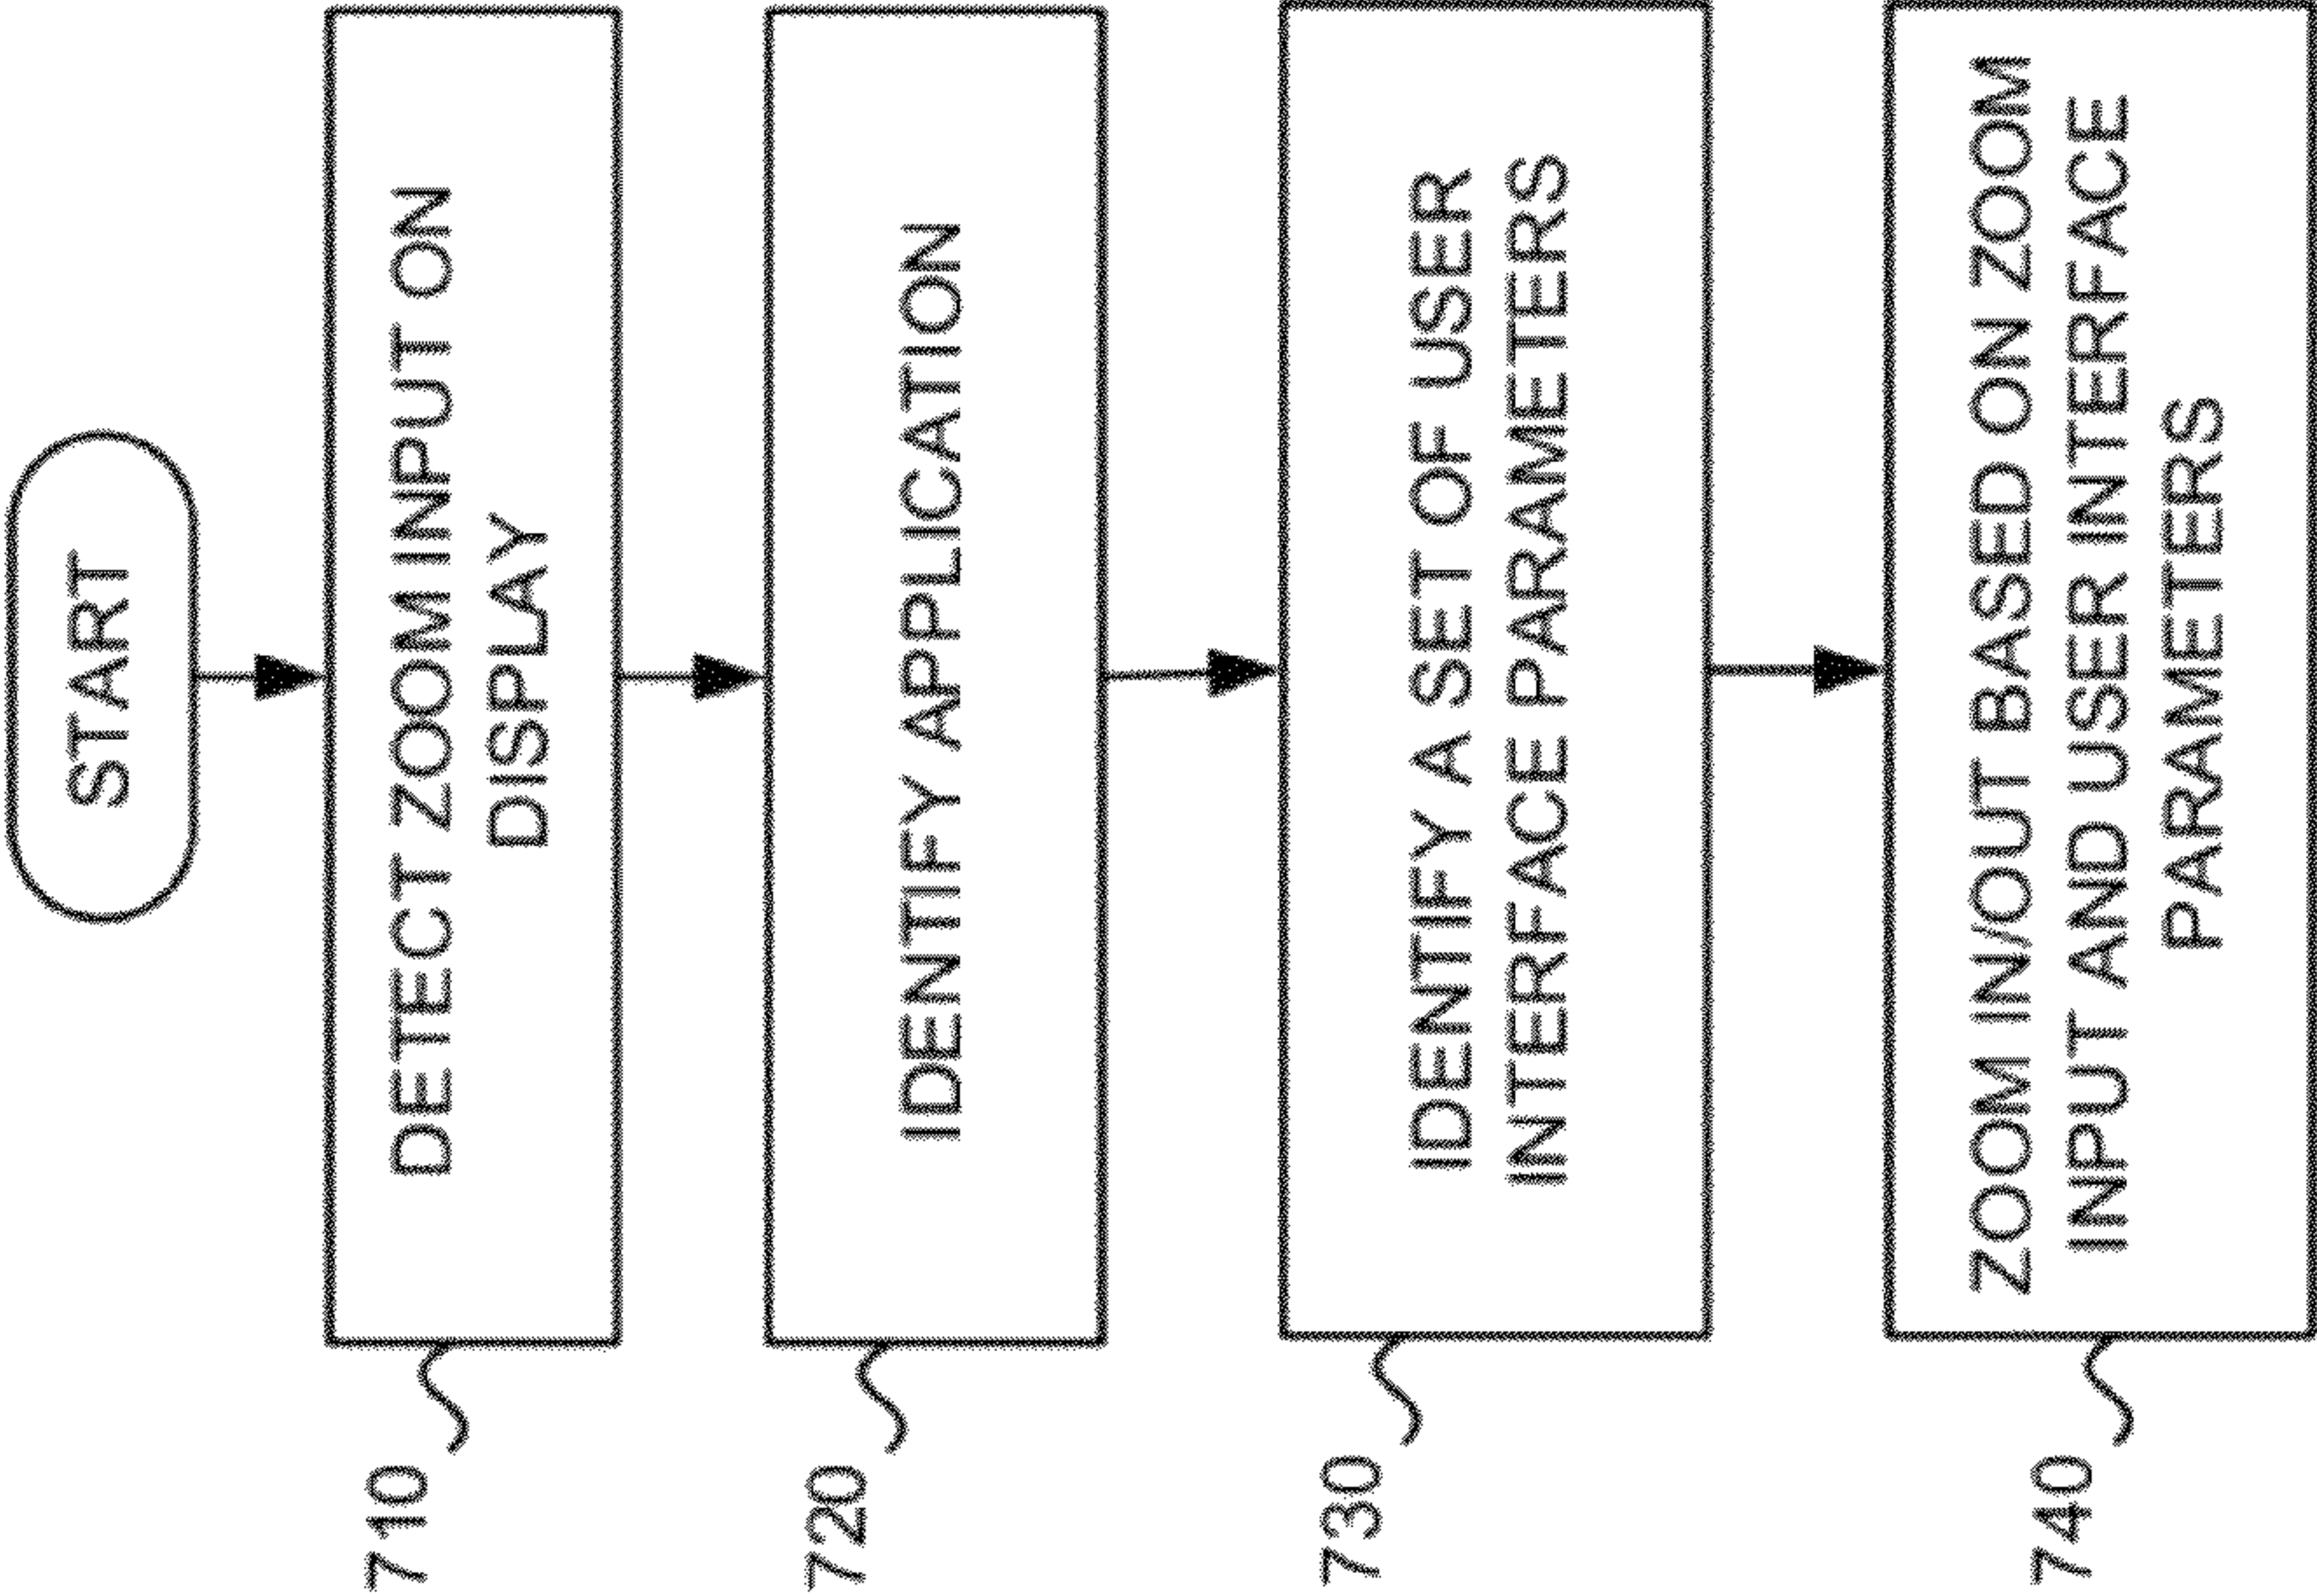 START
710
DETECT ZOOM INPUT ON
DISPLAY
720
IDENTIFY APPLICATION
730
IDENTIFY A SET OF USER
INTERFACE PARAMETERS
740
ZOOM IN/OUT BASED ON ZOOM
INPUT AND USER INTERFACE
PARAMETERS